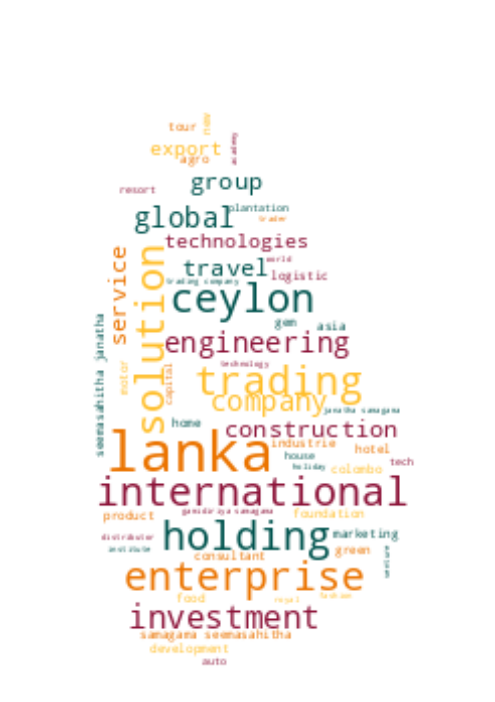 tour
new
academy
export
agro
group
resort
plantation
global
trader
technologies
service
solution
travel
world
logistic
trading company
ceylon
gem
asia
seemasahitha janatha
engineering
technology
motor
capital
trading
company
janatha samagama
home
construction
lanka
industrie
house
hotel
holiday
colombo
tech
international
product
gamidiriya samagama
foundation
holding
distributor
marketing
institute
green
consultant
venture
enterprise
food
royal
fashion
investment
samagama seemasahitha
development
auto